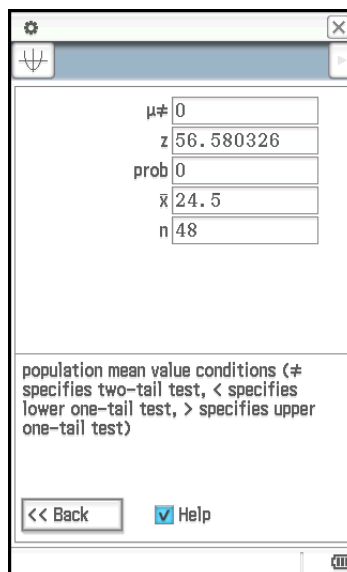 μ≠ 0
z 56.580326
prob 0
x̄ 24.5
n 48
population mean value conditions (≠
specifies two-tail test, < specifies
lower one-tail test, > specifies upper
one-tail test)
<< Back Help